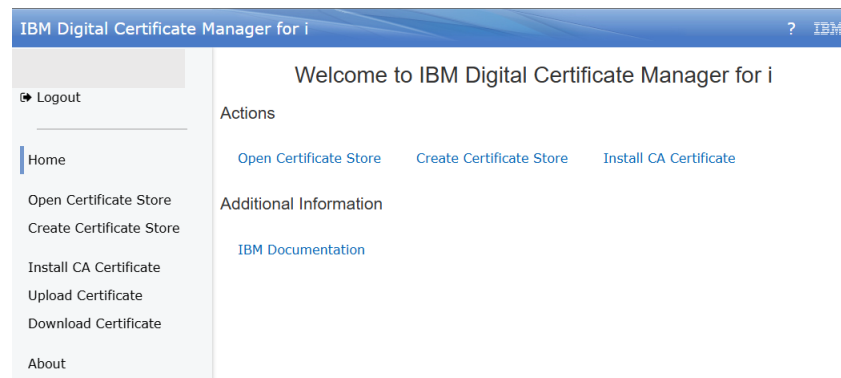 IBM Digital Certificate Manager for i ? IBM
Logout
Home
Open Certificate Store
Create Certificate Store
Install CA Certificate
Upload Certificate
Download Certificate
About
Welcome to IBM Digital Certificate Manager for i
Actions
Open Certificate Store Create Certificate Store Install CA Certificate
Additional Information
IBM Documentation